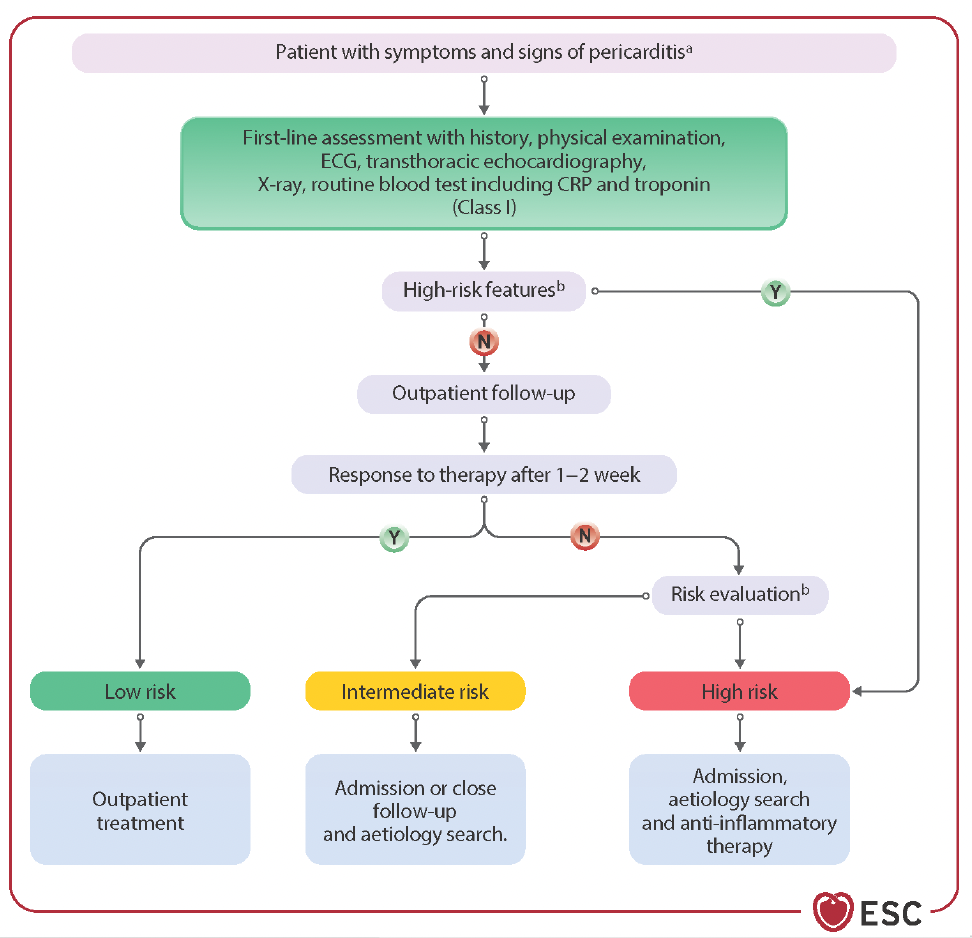 Patient with symptoms and signs of pericarditisᵃ
First-line assessment with history, physical examination,
ECG, transthoracic echocardiography,
X-ray, routine blood test including CRP and troponin
(Class I)
High-risk featuresᵇ
Y
N
Outpatient follow-up
Response to therapy after 1–2 week
Y
N
Risk evaluationᵇ
Low risk
Intermediate risk
High risk
Outpatient
treatment
Admission or close
follow-up
and aetiology search.
Admission,
aetiology search
and anti-inflammatory
therapy
ESC